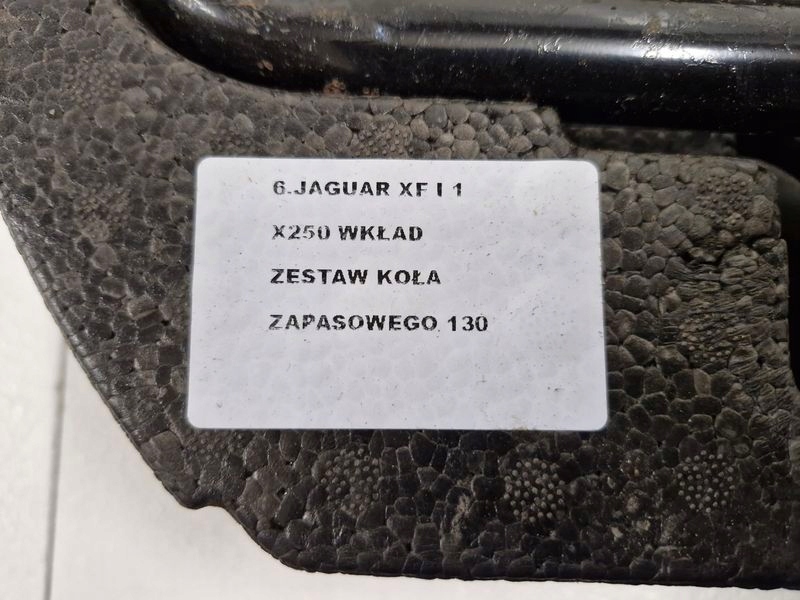 6.JAGUAR XF I 1
X250 WKŁAD
ZESTAW KOŁA
ZAPASOWEGO 130